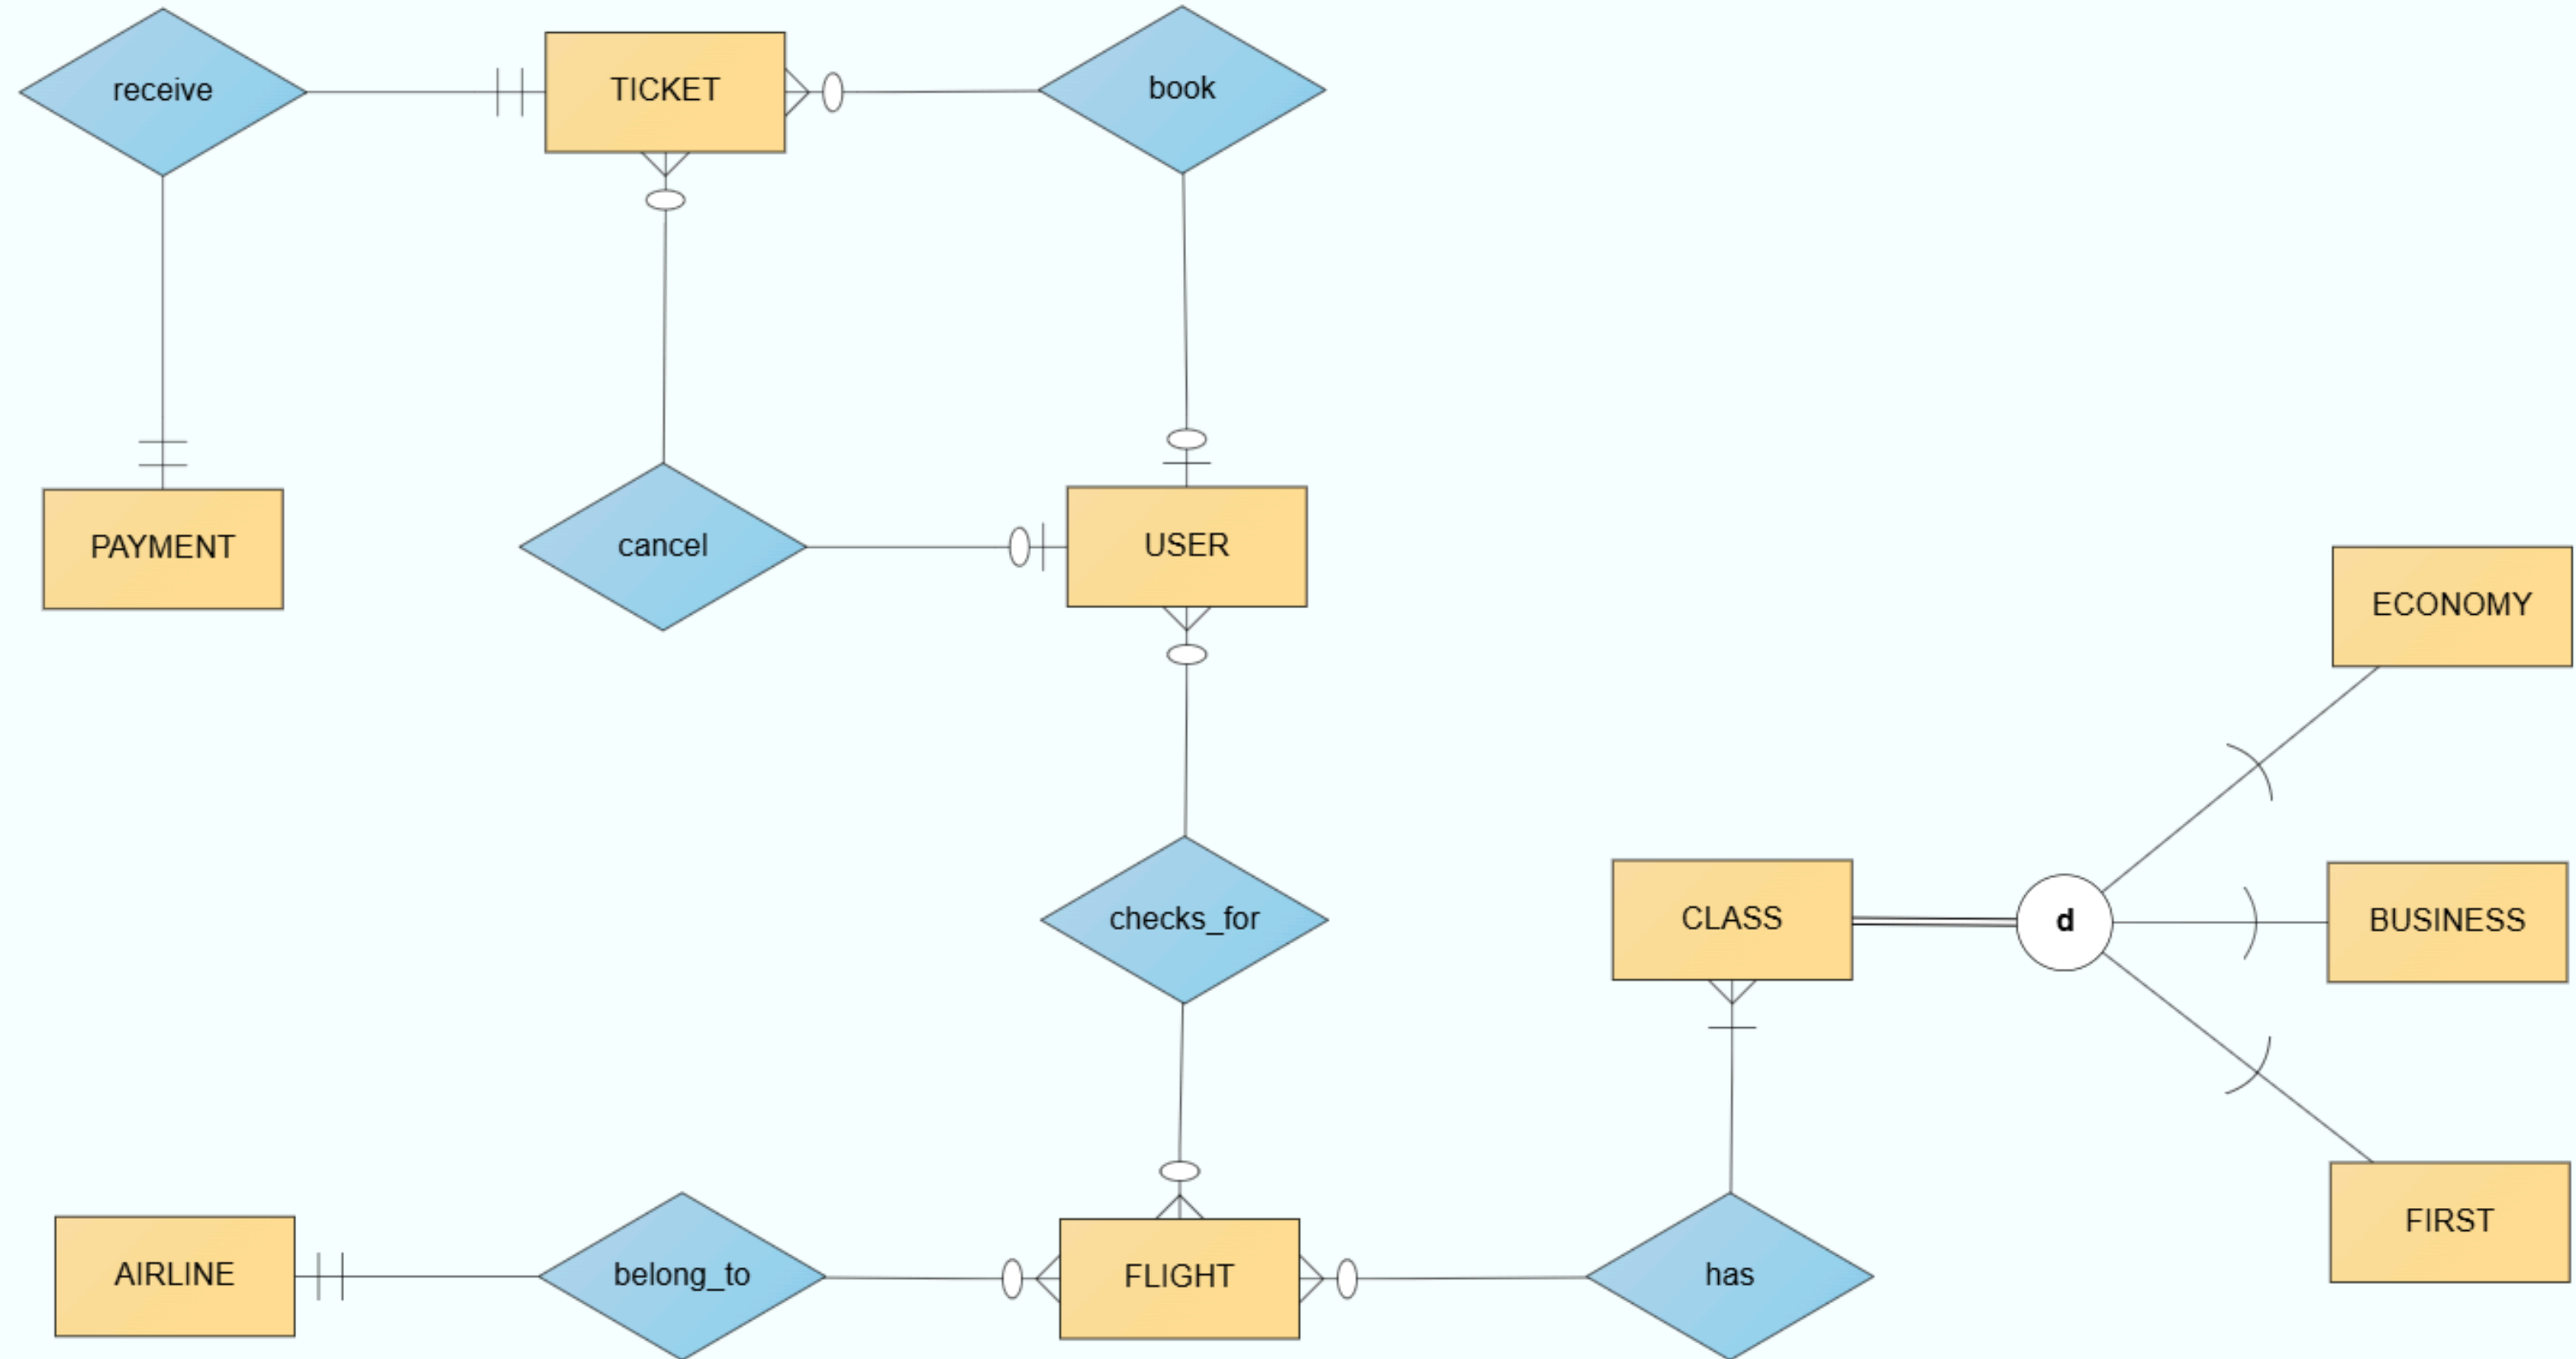 receive
TICKET
book
PAYMENT
cancel
USER
ECONOMY
checks_for
CLASS
d
BUSINESS
FIRST
AIRLINE
belong_to
FLIGHT
has